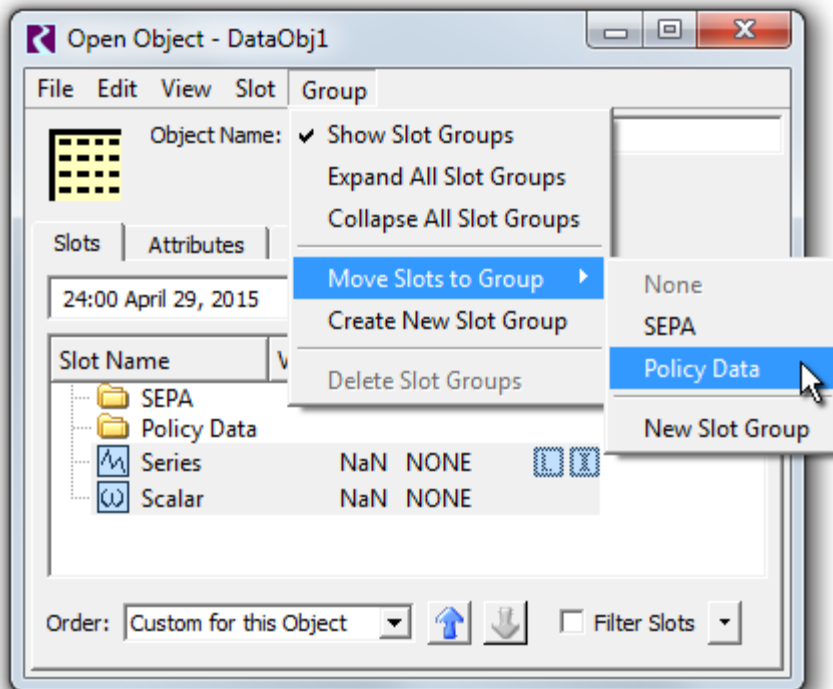 Open Object - DataObj1
File Edit View Slot Group
Object Name:
Show Slot Groups
Expand All Slot Groups
Collapse All Slot Groups
Slots Attributes
Move Slots to Group
None
24:00 April 29, 2015
Create New Slot Group
SEPA
Slot Name
Delete Slot Groups
Policy Data
SEPA
New Slot Group
Policy Data
Series NaN NONE
Scalar NaN NONE
Order: Custom for this Object Filter Slots